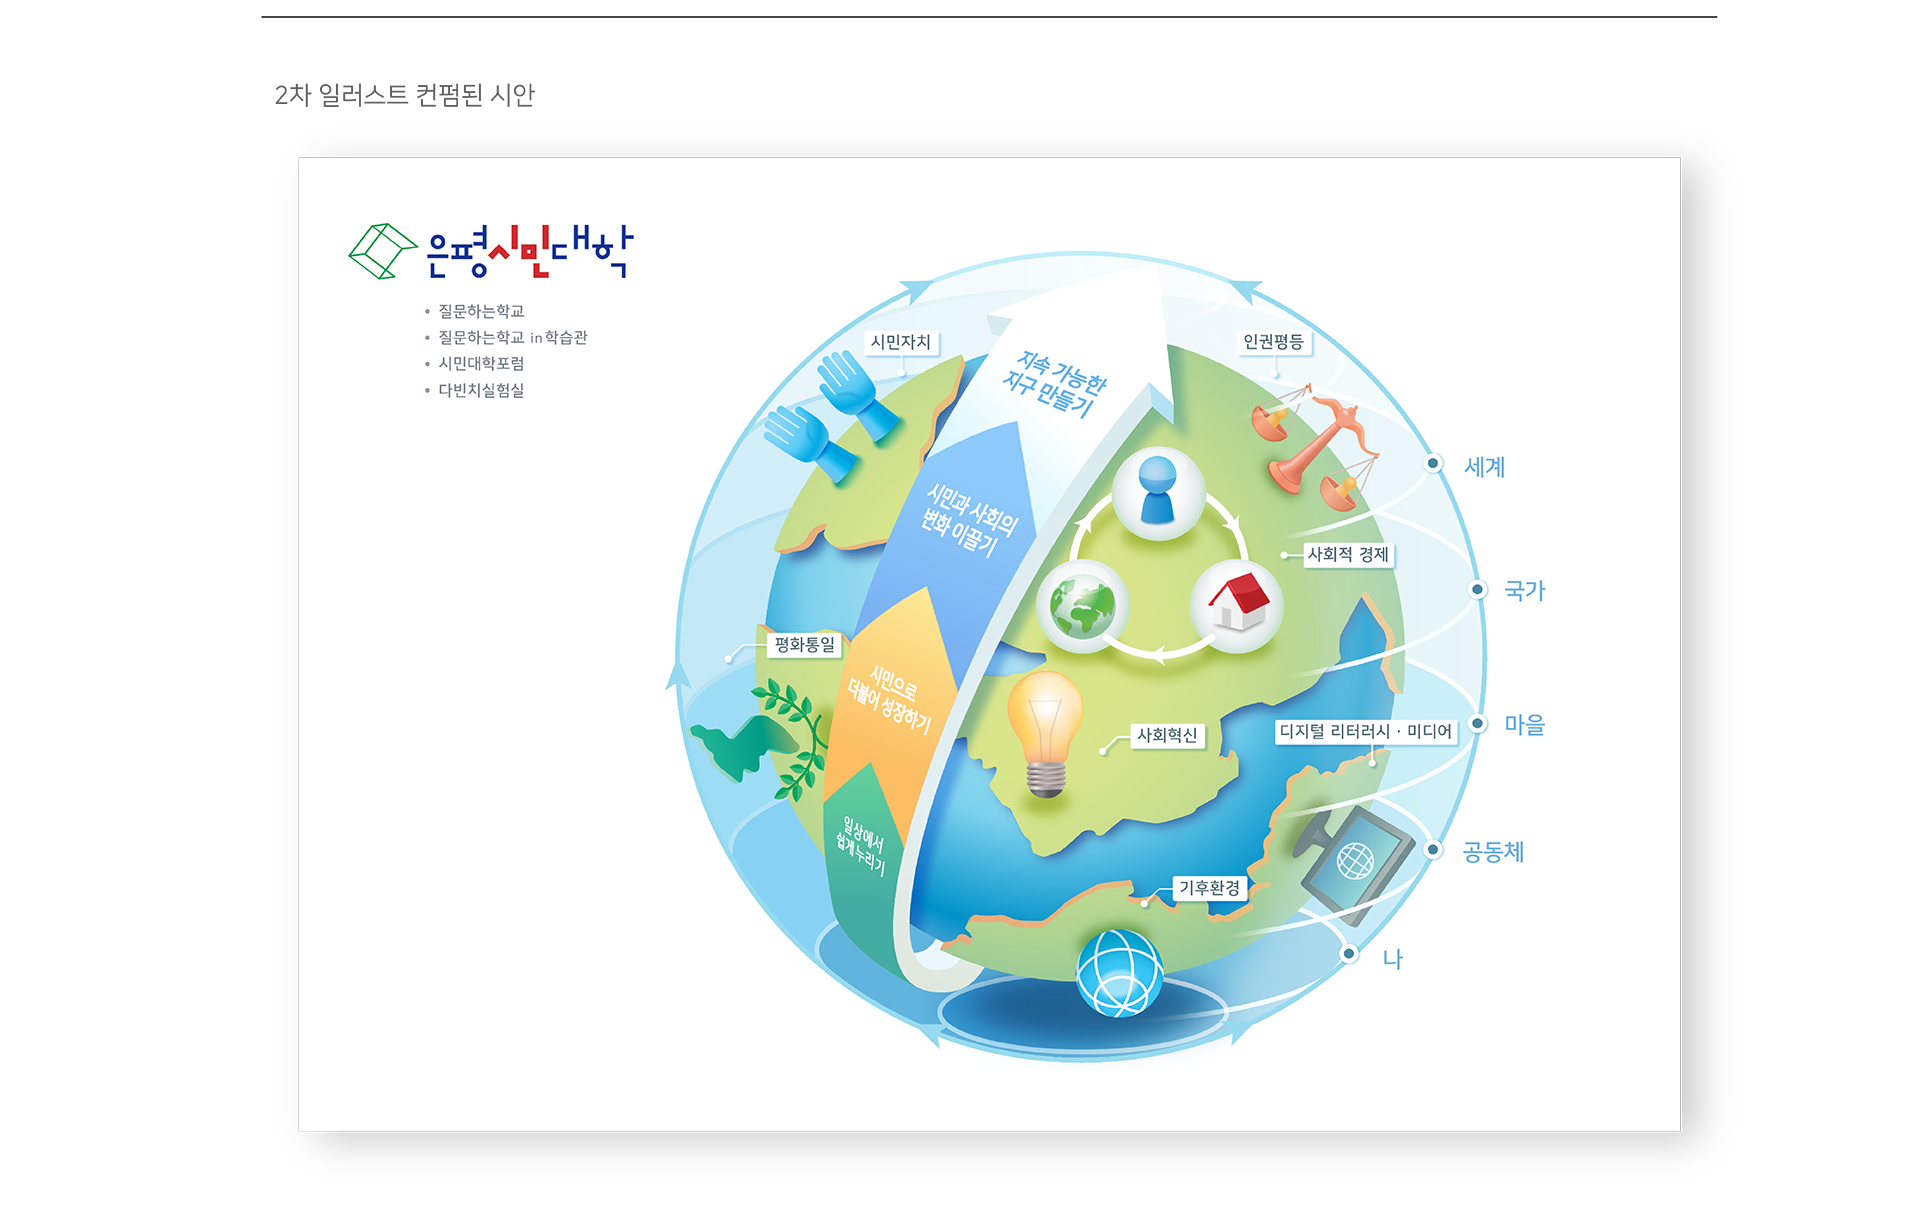 2차 일러스트 컨펌된 시안
은평시민대학
• 질문하는학교
• 질문하는학교 in학습관
• 시민대학포럼
• 다빈치실험실
시민자치
인권평등
지속 가능한
지구 만들기
세계
시민과 사회의
변화 이끌기
사회적 경제
국가
평화통일
시민으로
더불어 성장하기
사회혁신
디지털 리터러시 · 미디어
마을
일상에서
쉽게 누리기
공동체
기후환경
나